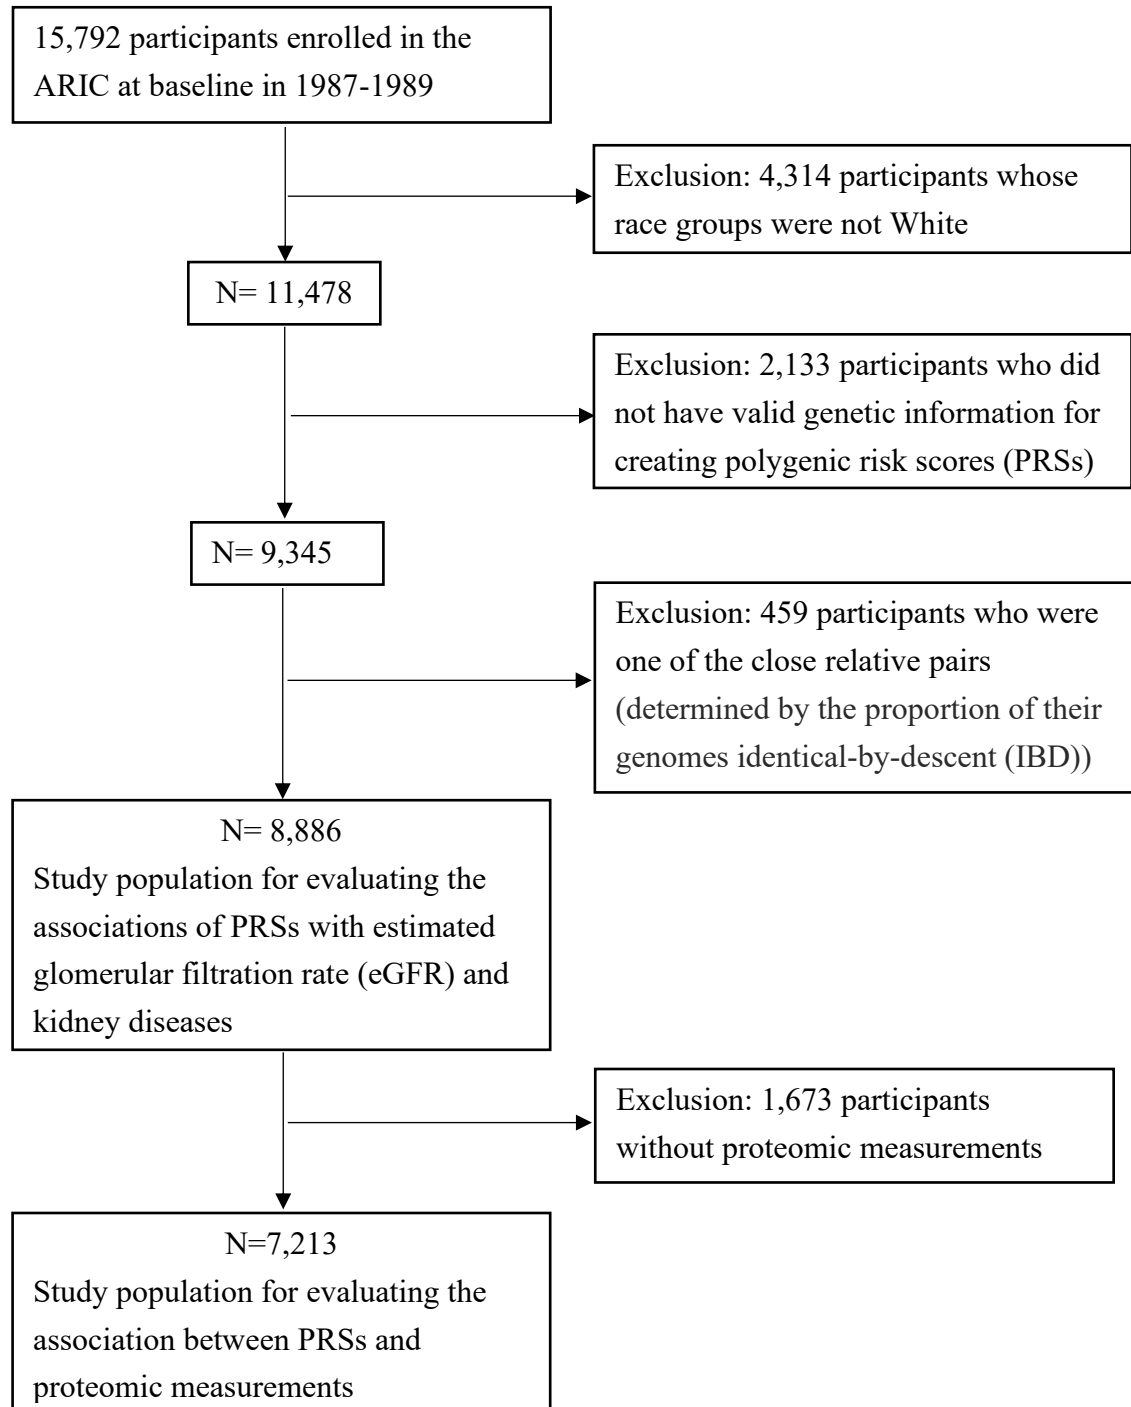 15,792 participants enrolled in the
ARIC at baseline in 1987-1989
Exclusion: 4,314 participants whose
race groups were not White
N= 11,478
Exclusion: 2,133 participants who did
not have valid genetic information for
creating polygenic risk scores (PRSs)
N= 9,345
Exclusion: 459 participants who were
one of the close relative pairs
(determined by the proportion of their
genomes identical-by-descent (IBD))
N= 8,886
Study population for evaluating the
associations of PRSs with estimated
glomerular filtration rate (eGFR) and
kidney diseases
Exclusion: 1,673 participants
without proteomic measurements
N=7,213
Study population for evaluating the
association between PRSs and
proteomic measurements